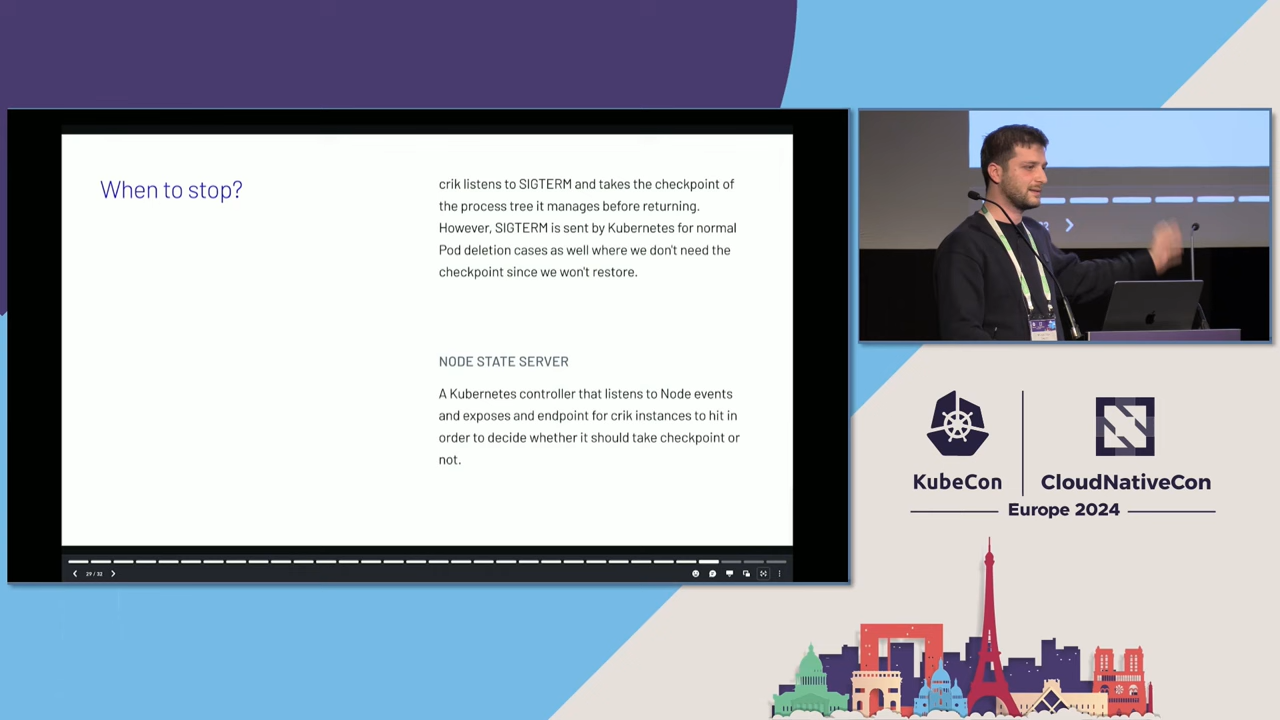 When to stop?
crik listens to SIGTERM and takes the checkpoint of
the process tree it manages before returning.
However, SIGTERM is sent by Kubernetes for normal
Pod deletion cases as well where we don't need the
checkpoint since we won't restore.
NODE STATE SERVER
A Kubernetes controller that listens to Node events
and exposes and endpoint for crik instances to hit in
order to decide whether it should take checkpoint or
not.
29 / 32
KubeCon
CloudNativeCon
Europe 2024